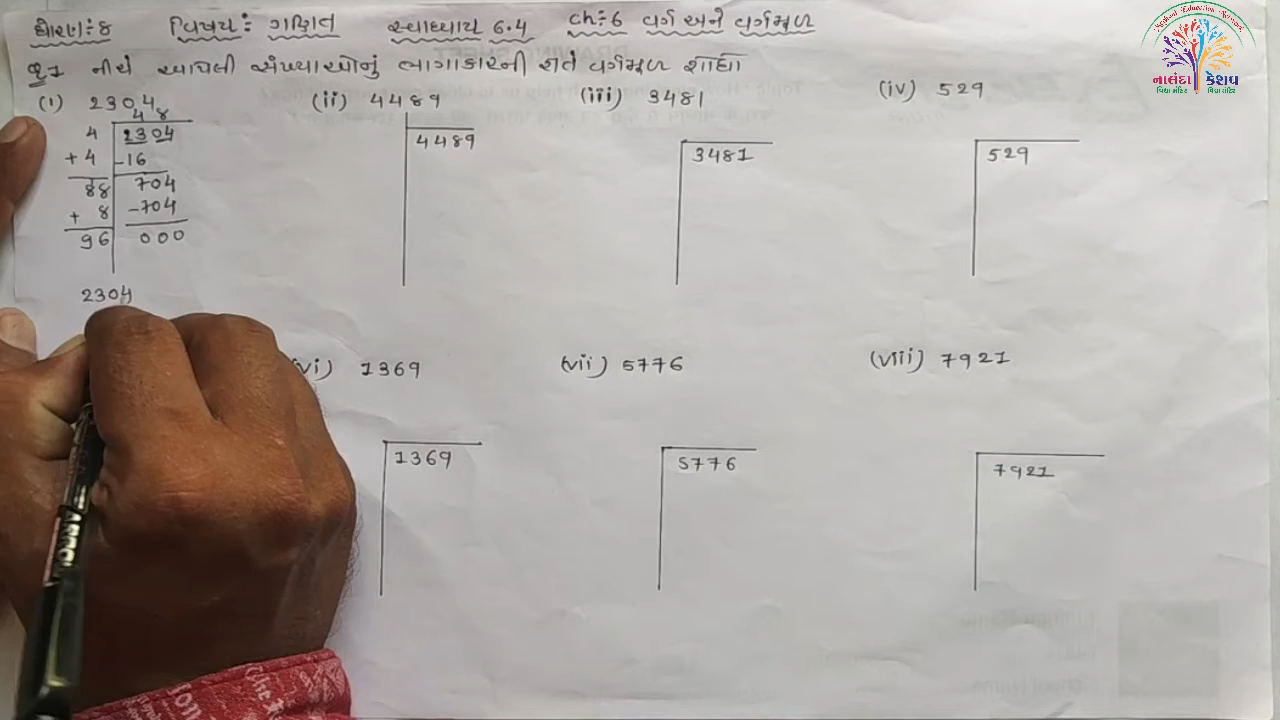 ધોરણ:૪ વિષય: ગણિત સ્વાધ્યાય 6.4 Ch:6 વર્ગ અને વર્ગમૂળ
પ્ર1 નીચે આપેલી સંખ્યાઓનું ભાગાકારની રીતે વર્ગમૂળ શોધો
(i) 2304 (ii) 4489 (iii) 3481 (iv) 529
48
4 2304
+4 -16
88 704
+ 8 -704
96 000
2304
4489
3481
529
(vi) 1369 (vii) 5776 (viii) 7921
1369
5776
7921
નાલંદા કેશવ
વિદ્યામંદિર વિદ્યામંદિર